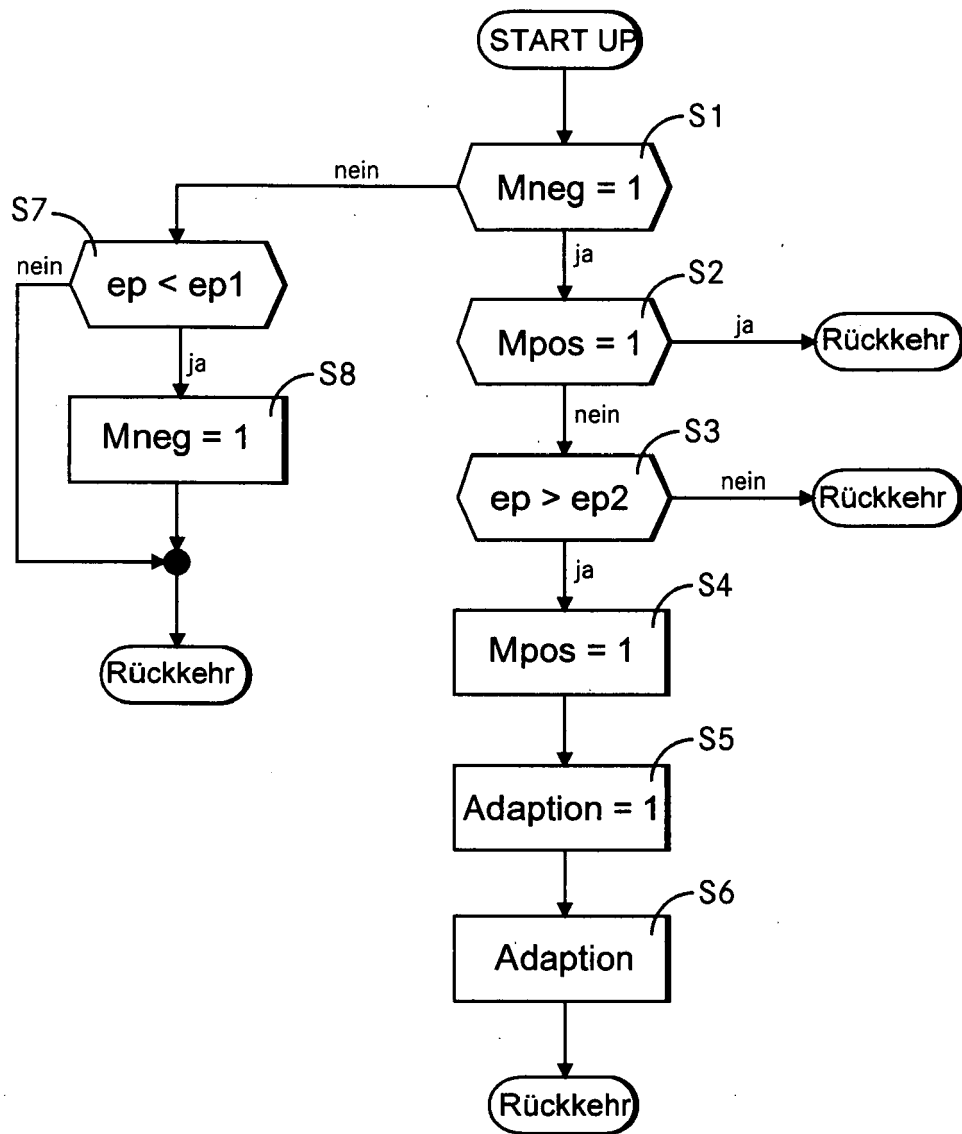 START UP
S1
nein
Mneg = 1
S7
nein
ep < ep1
ja
S2
Mpos = 1
ja
Rückkehr
ja
S8
Mneg = 1
nein
S3
ep > ep2
nein
Rückkehr
ja
S4
Mpos = 1
Rückkehr
S5
Adaption = 1
S6
Adaption
Rückkehr